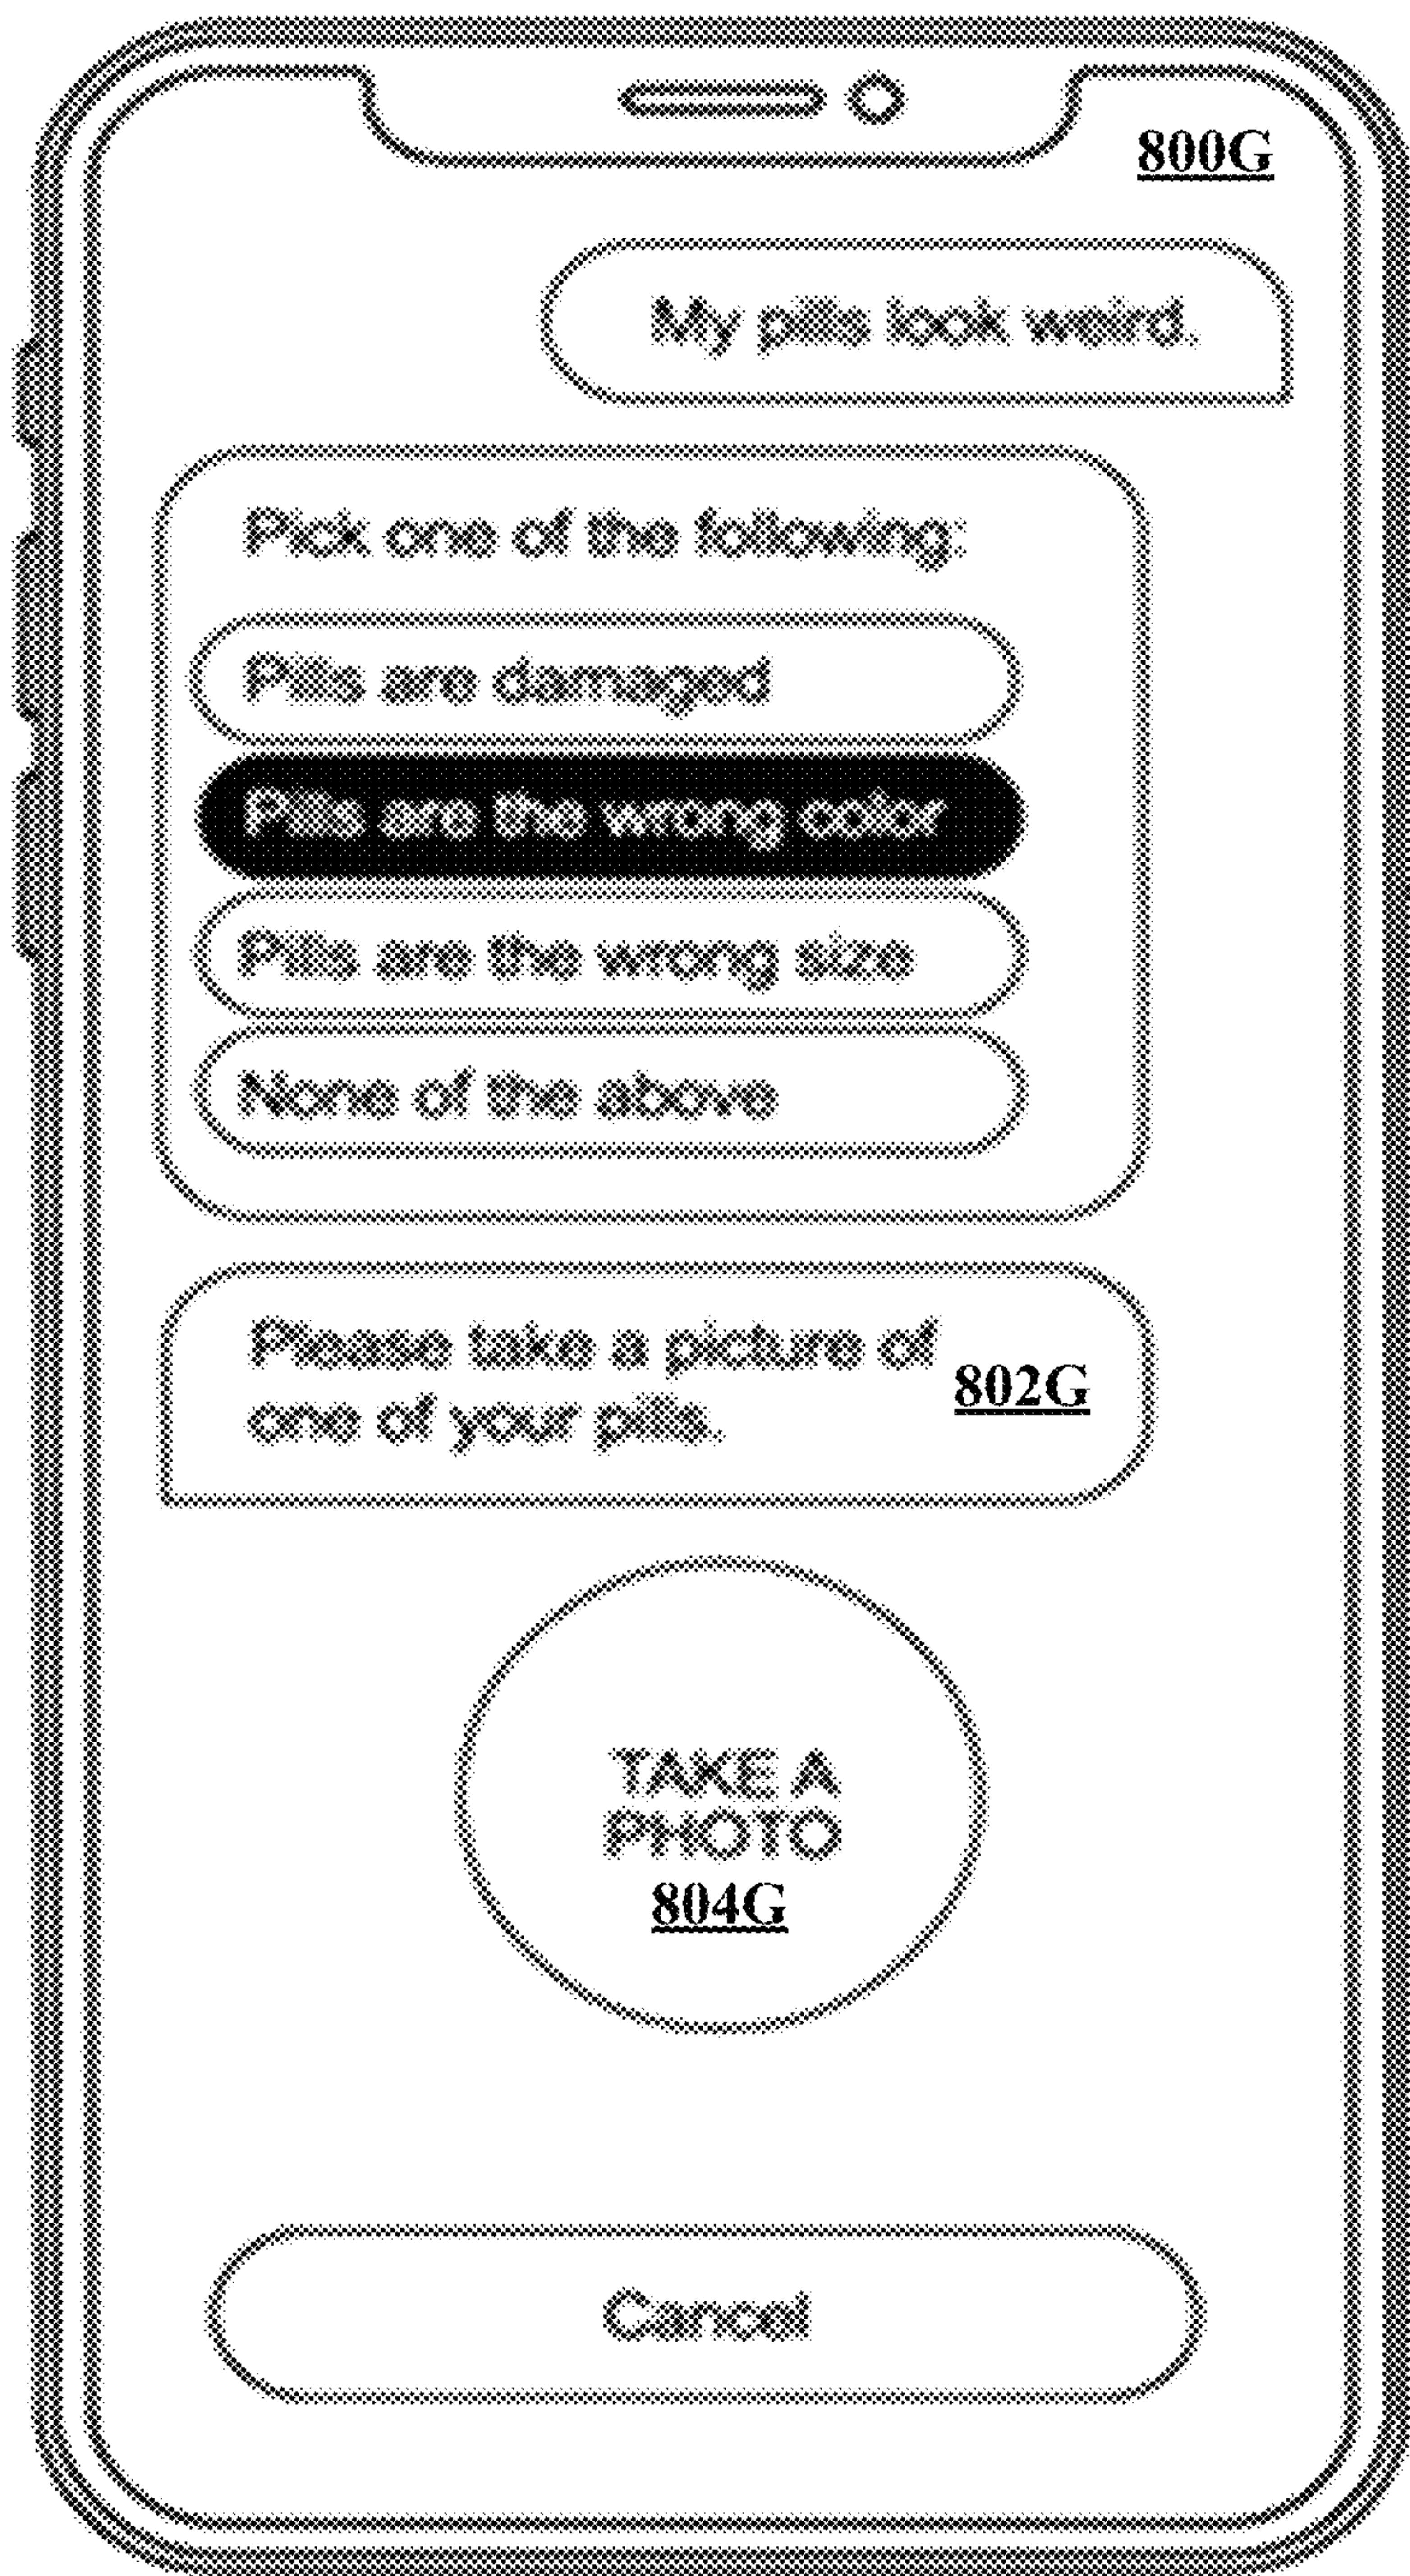 800G
My pills look weird.
Pick one of the following:
Pills are damaged
Pills are the wrong color
Pills are the wrong size
None of the above
Please take a picture of
one of your pills.
802G
TAKE A
PHOTO
804G
Cancel